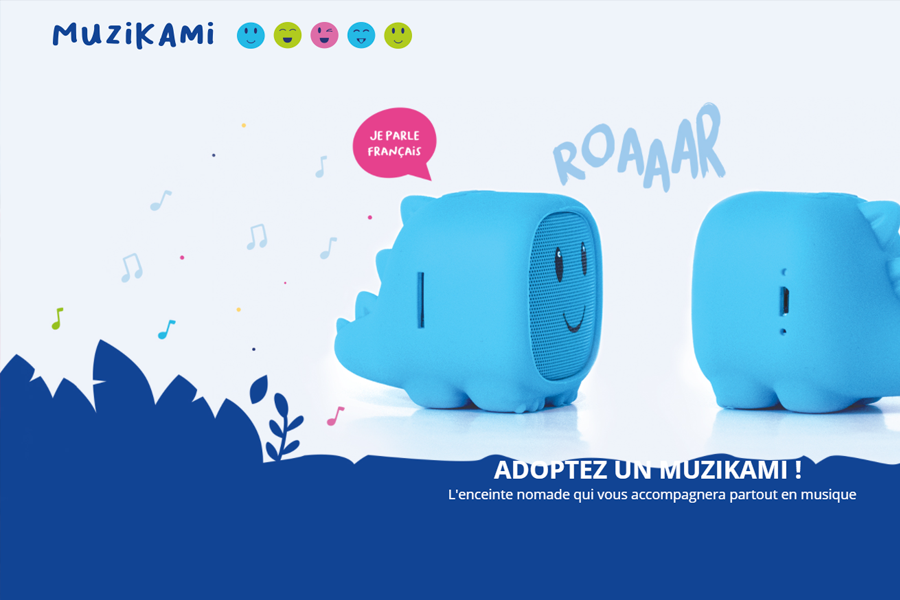 MUZiKAMi
JE PARLE
FRANÇAiS
ROAAAR
ADOPTEZ UN MUZIKAMI !
L'enceinte nomade qui vous accompagnera partout en musique